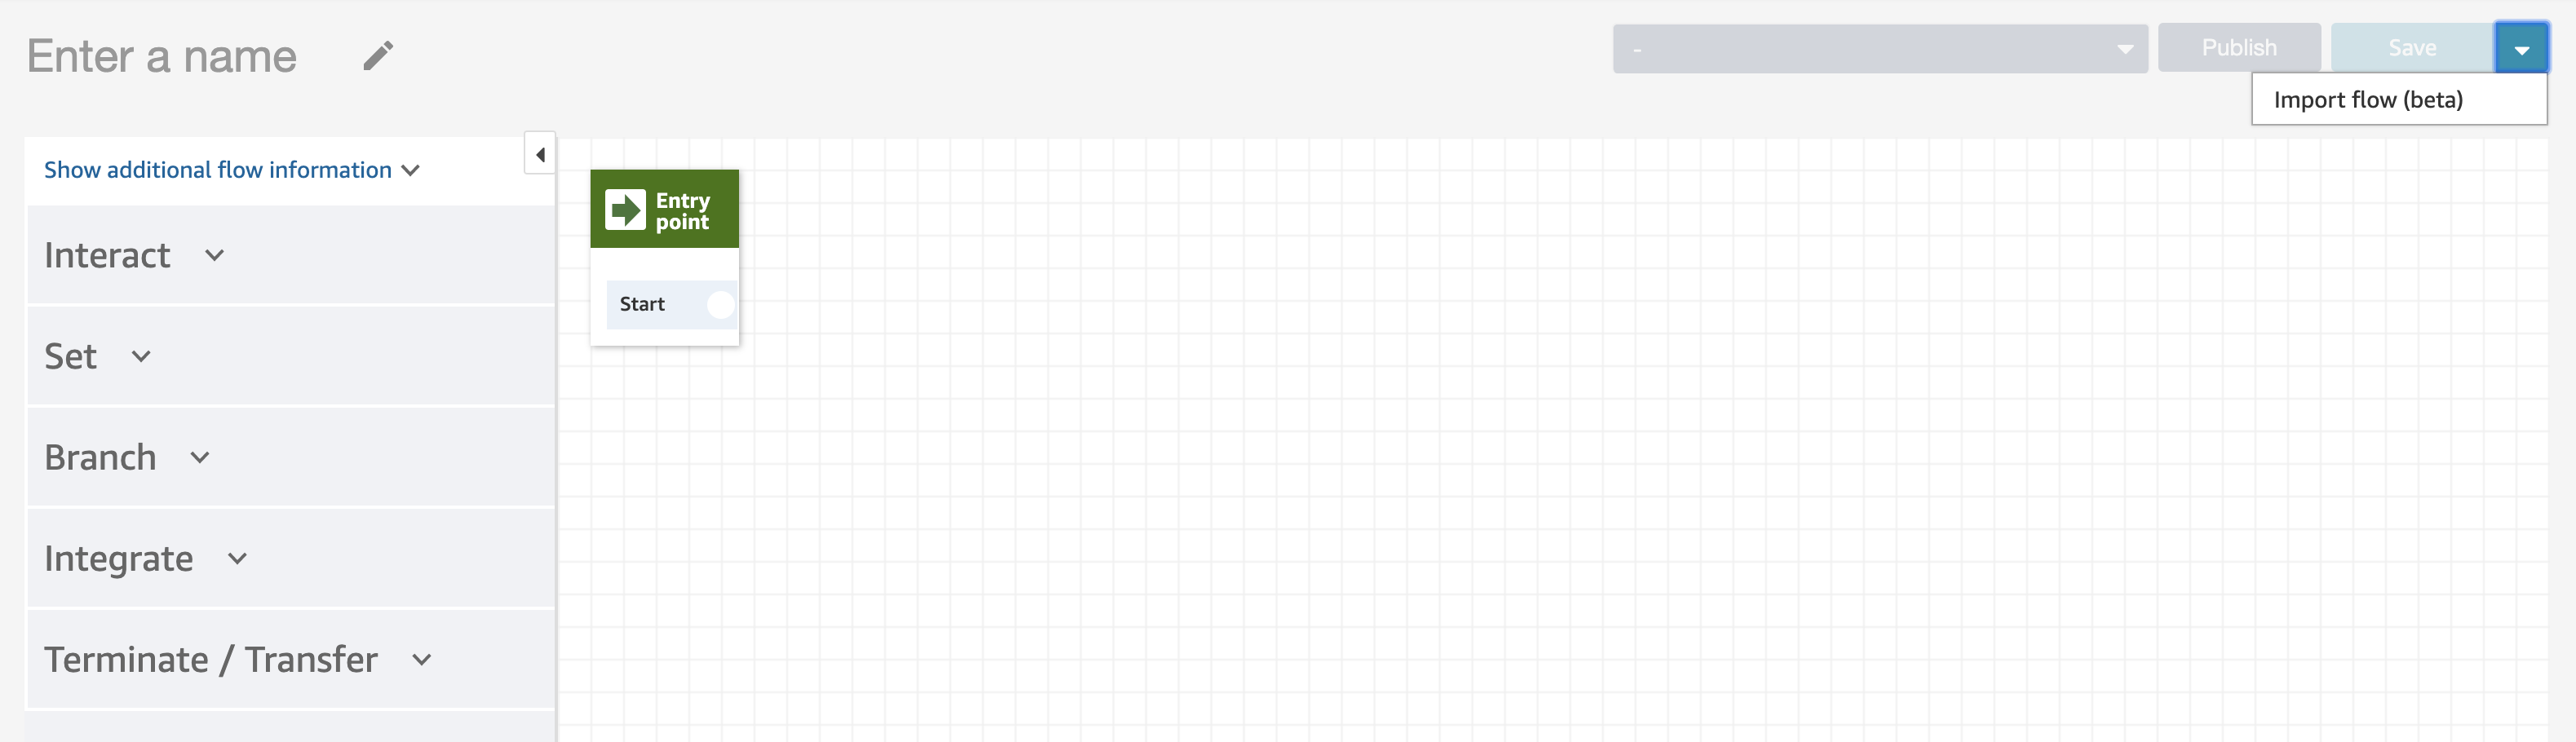 Enter a name
-
Publish
Save
Import flow (beta)
Show additional flow information
Interact
Set
Branch
Integrate
Terminate / Transfer
Entry
point
Start